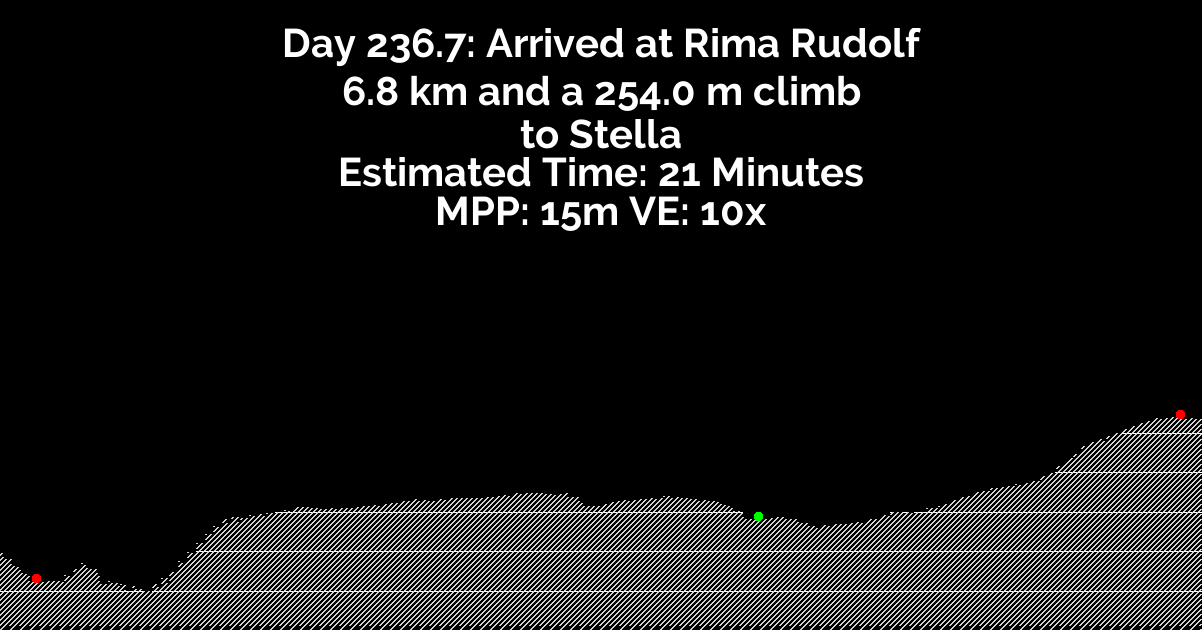 Day 236.7: Arrived at Rima Rudolf
6.8 km and a 254.0 m climb
to Stella
Estimated Time: 21 Minutes
MPP: 15m VE: 10x